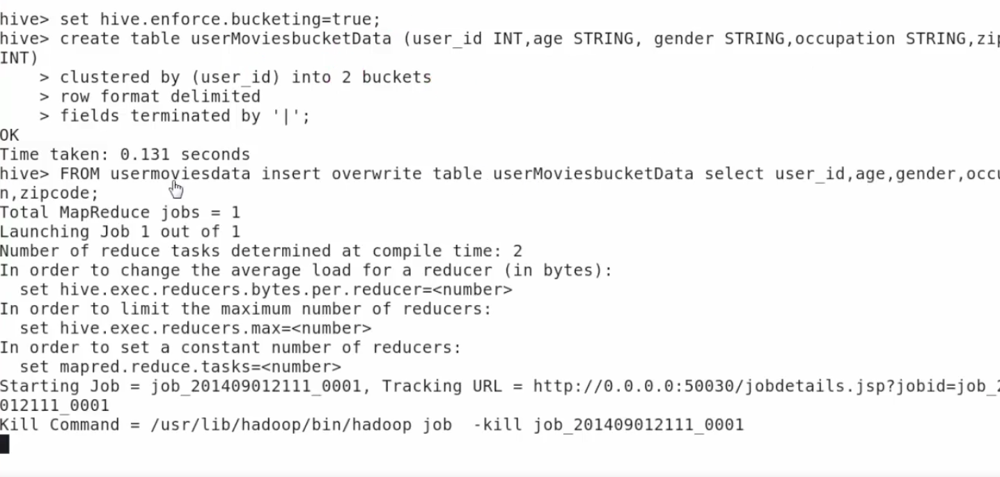 hive> set hive.enforce.bucketing=true;
hive> create table userMoviesbucketData (user_id INT,age STRING, gender STRING,occupation STRING,zip
INT)
    > clustered by (user_id) into 2 buckets
    > row format delimited
    > fields terminated by '|';
OK
Time taken: 0.131 seconds
hive> FROM usermoviesdata insert overwrite table userMoviesbucketData select user_id,age,gender,occu
n,zipcode;
Total MapReduce jobs = 1
Launching Job 1 out of 1
Number of reduce tasks determined at compile time: 2
In order to change the average load for a reducer (in bytes):
  set hive.exec.reducers.bytes.per.reducer=<number>
In order to limit the maximum number of reducers:
  set hive.exec.reducers.max=<number>
In order to set a constant number of reducers:
  set mapred.reduce.tasks=<number>
Starting Job = job_201409012111_0001, Tracking URL = http://0.0.0.0:50030/jobdetails.jsp?jobid=job_2
012111_0001
Kill Command = /usr/lib/hadoop/bin/hadoop job  -kill job_201409012111_0001